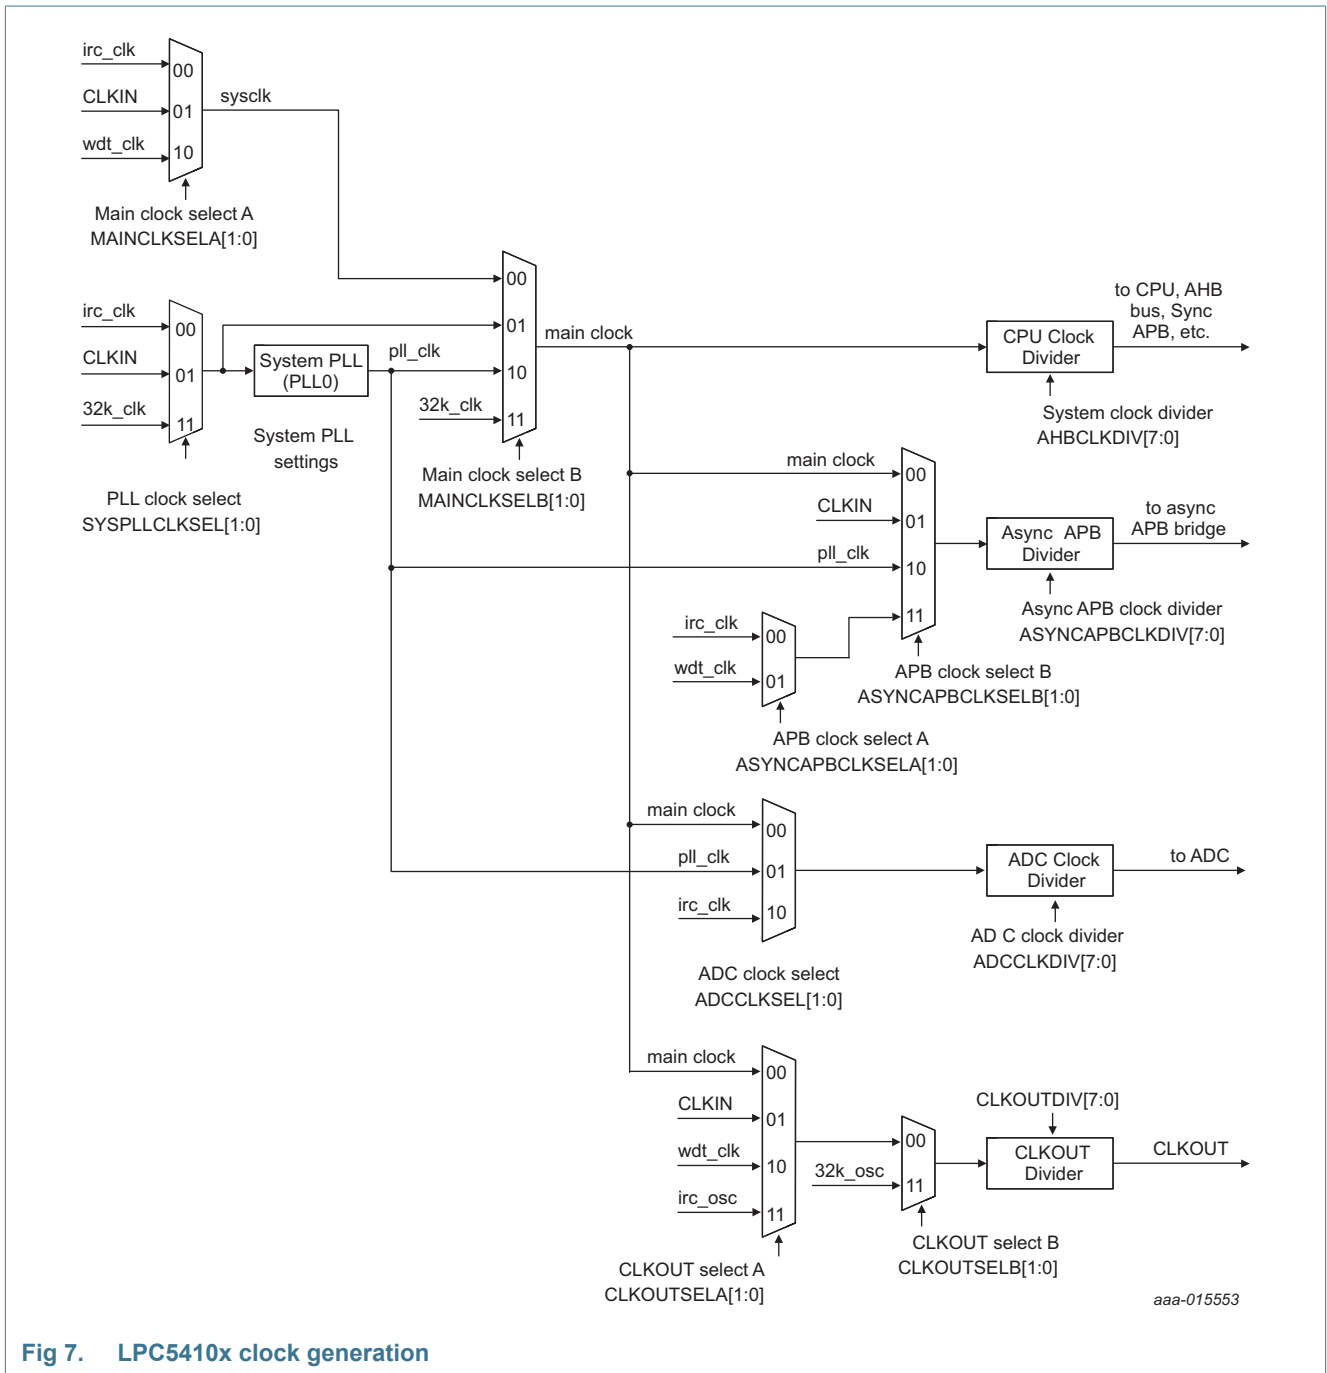 irc_clk
00
CLKIN
01
sysclk
wdt_clk
10
Main clock select A
MAINCLKSELA[1:0]
irc_clk
00
CLKIN
01
32k_clk
11
PLL clock select
SYSPLLCLKSEL[1:0]
System PLL
(PLL0)
System PLL
settings
pll_clk
00
01
10
32k_clk
11
Main clock select B
MAINCLKSELB[1:0]
main clock
CPU Clock
Divider
to CPU, AHB
bus, Sync
APB, etc.
System clock divider
AHBCLKDIV[7:0]
main clock
00
CLKIN
01
pll_clk
10
11
irc_clk
00
wdt_clk
01
APB clock select A
ASYNCAPBCLKSELA[1:0]
APB clock select B
ASYNCAPBCLKSELB[1:0]
Async APB
Divider
to async
APB bridge
Async APB clock divider
ASYNCAPBCLKDIV[7:0]
main clock
00
pll_clk
01
irc_clk
10
ADC clock select
ADCCLKSEL[1:0]
ADC Clock
Divider
to ADC
AD C clock divider
ADCCLKDIV[7:0]
main clock
00
CLKIN
01
wdt_clk
10
irc_osc
11
CLKOUT select A
CLKOUTSELA[1:0]
00
32k_osc
11
CLKOUT select B
CLKOUTSELB[1:0]
CLKOUTDIV[7:0]
CLKOUT
Divider
CLKOUT
aaa-015553
Fig 7. LPC5410x clock generation